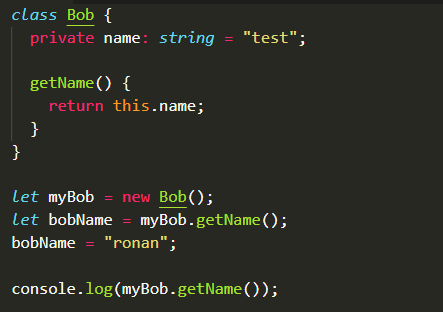 class Bob {
  private name: string = "test";

  getName() {
    return this.name;
  }
}

let myBob = new Bob();
let bobName = myBob.getName();
bobName = "ronan";

console.log(myBob.getName());